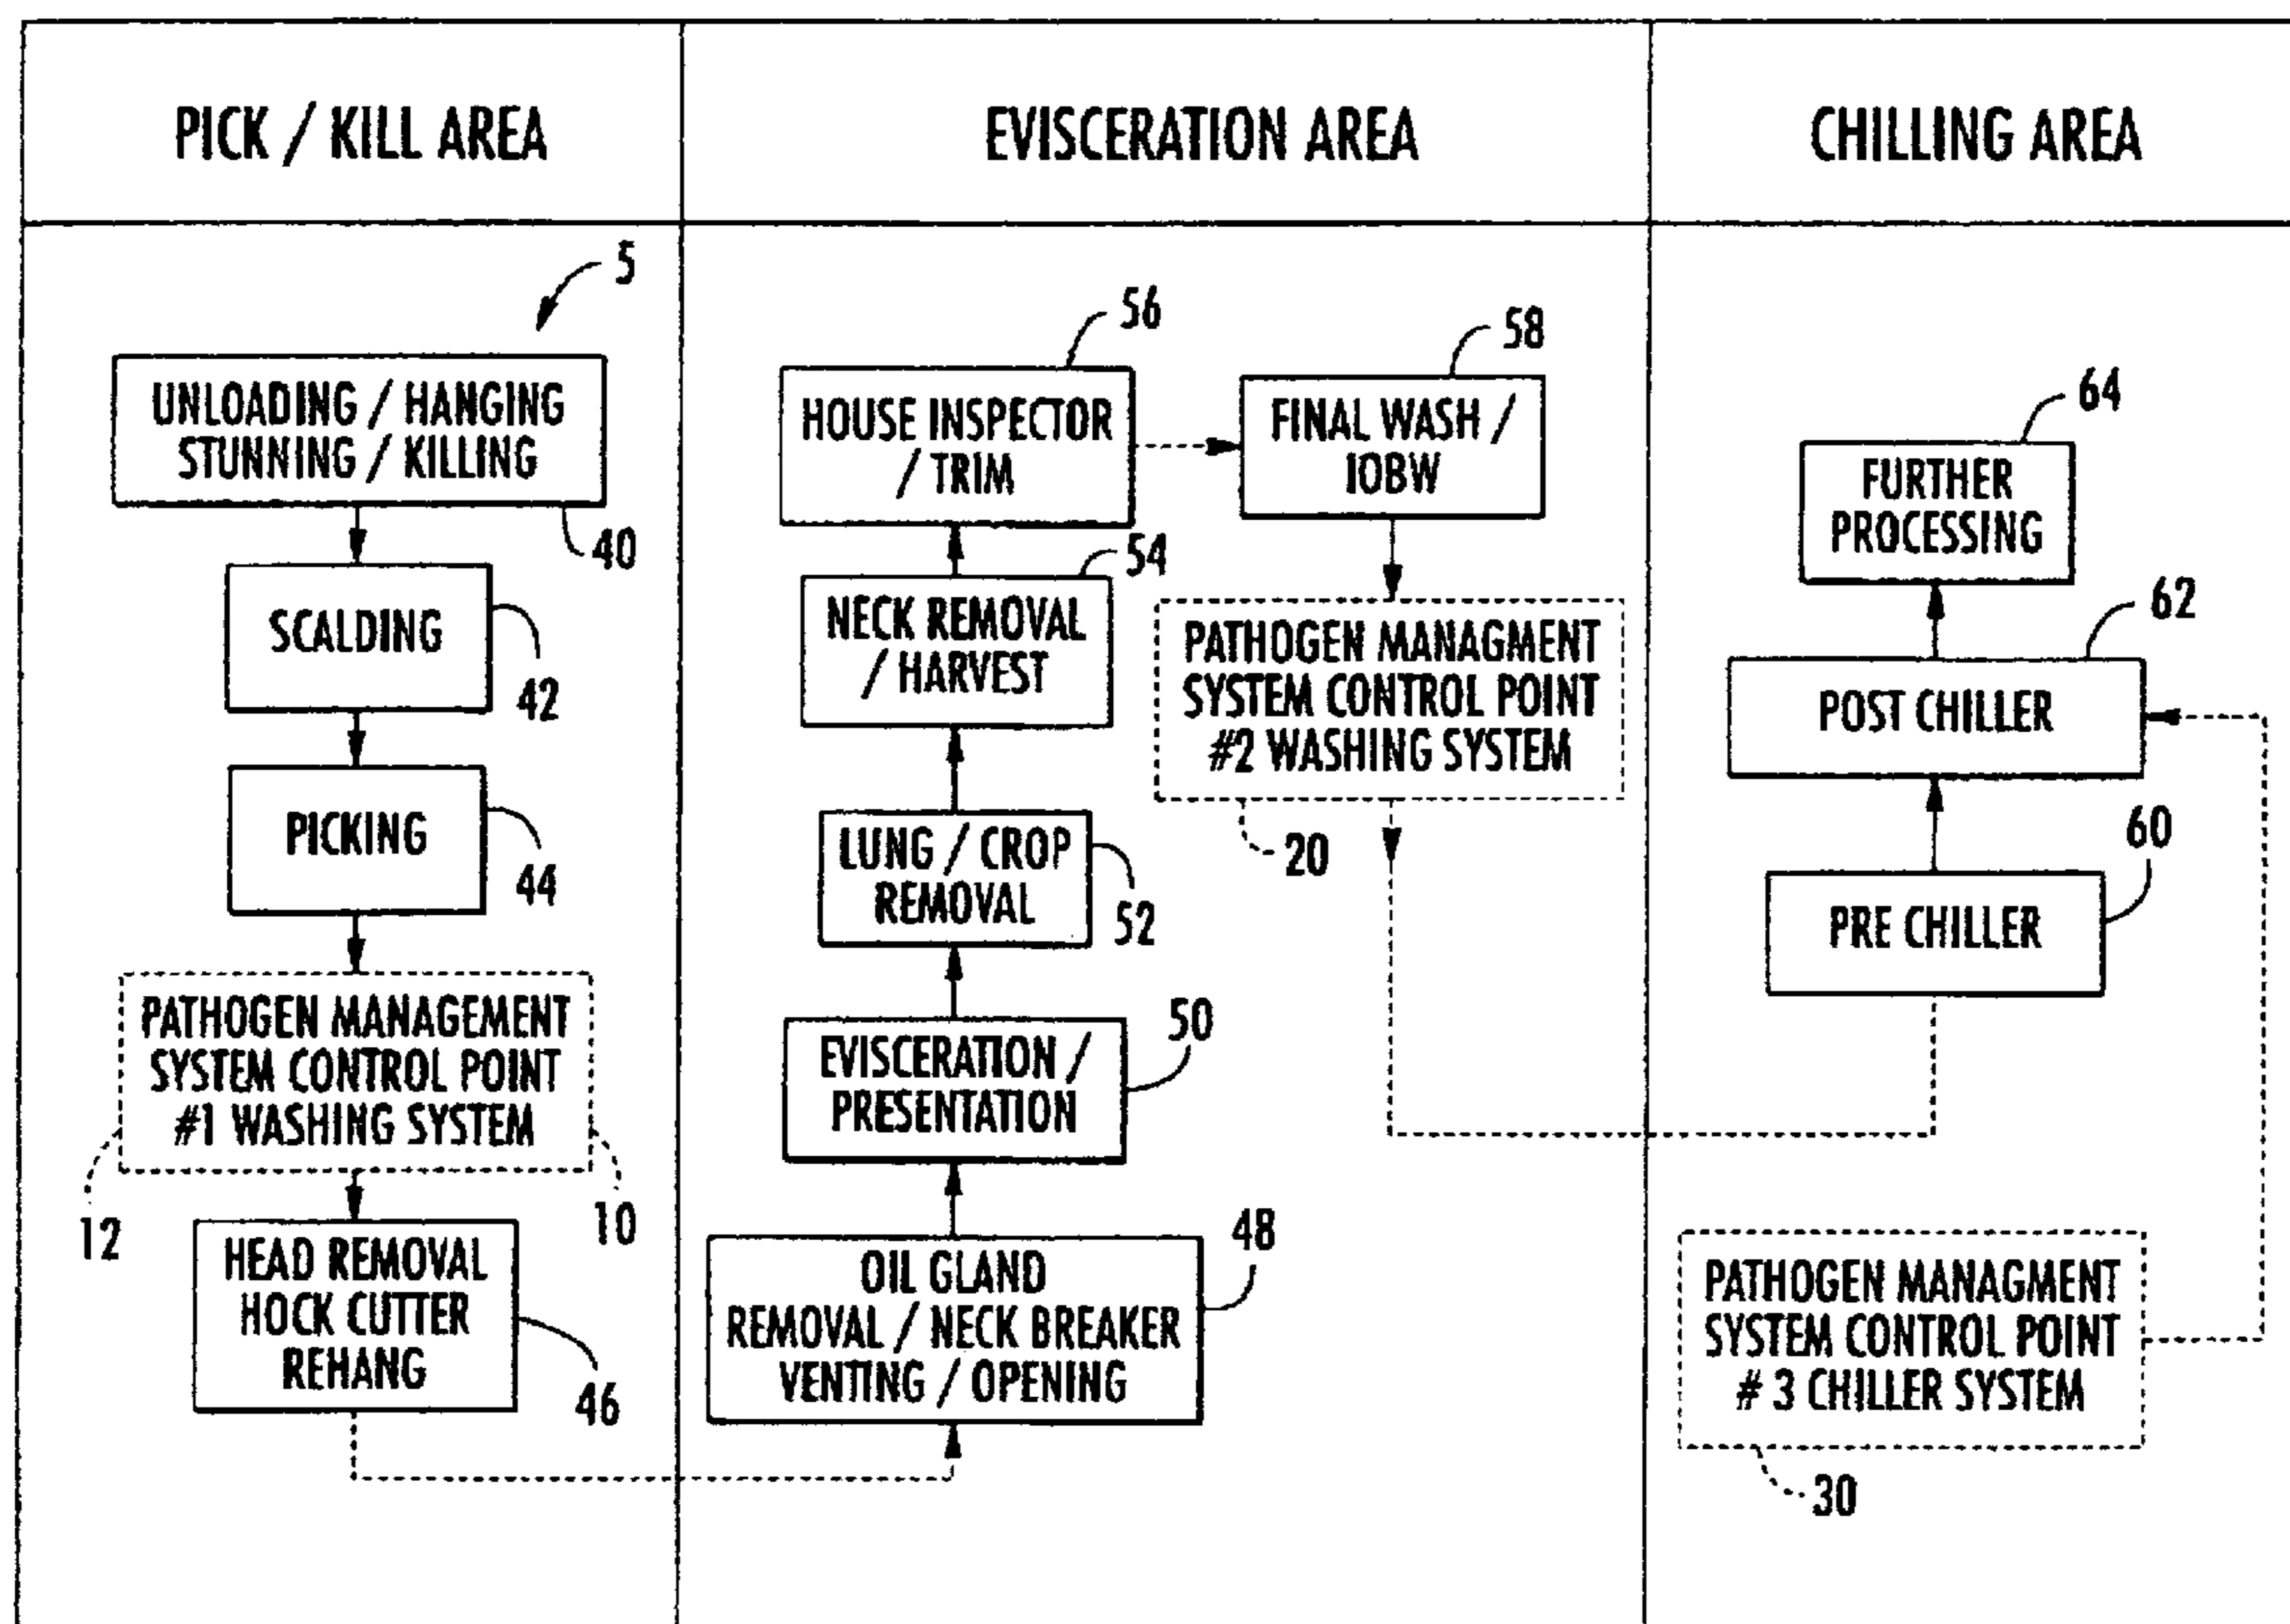 PICK / KILL AREA
EVISCERATION AREA
CHILLING AREA
5
UNLOADING / HANGING
STUNNING / KILLING
40
SCALDING
42
PICKING
44
PATHOGEN MANAGEMENT
SYSTEM CONTROL POINT
#1 WASHING SYSTEM
12
10
HEAD REMOVAL
HOCK CUTTER
REHANG
46
56
HOUSE INSPECTOR
/ TRIM
54
NECK REMOVAL
/ HARVEST
LUNG / CROP
REMOVAL
52
50
EVISCERATION /
PRESENTATION
48
OIL GLAND
REMOVAL / NECK BREAKER
VENTING / OPENING
58
FINAL WASH /
IOBW
PATHOGEN MANAGMENT
SYSTEM CONTROL POINT
#2 WASHING SYSTEM
20
64
FURTHER
PROCESSING
62
POST CHILLER
60
PRE CHILLER
PATHOGEN MANAGMENT
SYSTEM CONTROL POINT
# 3 CHILLER SYSTEM
30